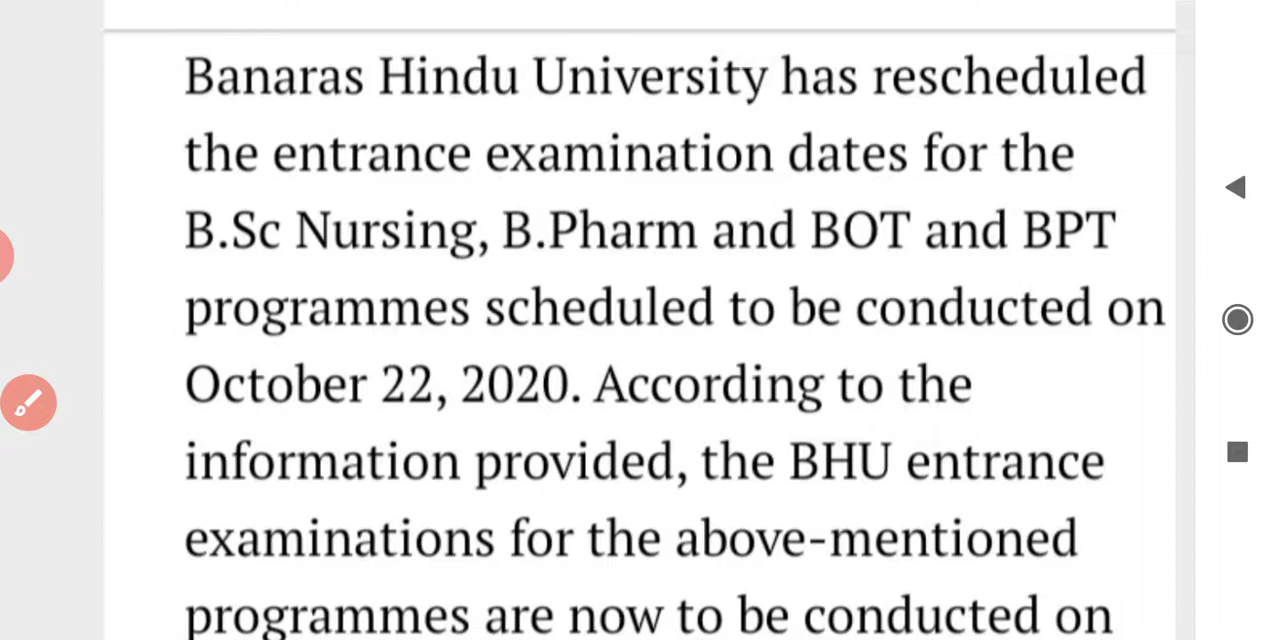 Banaras Hindu University has rescheduled
the entrance examination dates for the
B.Sc Nursing, B.Pharm and BOT and BPT
programmes scheduled to be conducted on
October 22, 2020. According to the
information provided, the BHU entrance
examinations for the above-mentioned
programmes are now to be conducted on